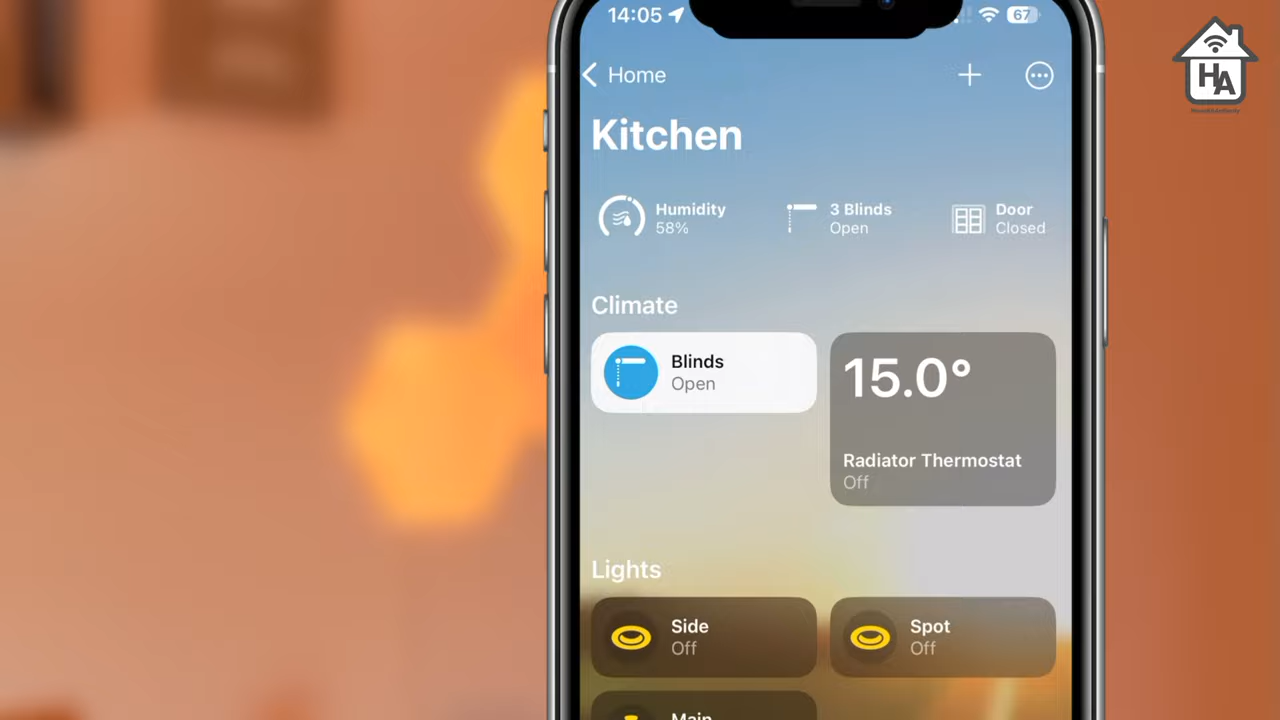 14:05
67
Home
Kitchen
Humidity
58%
3 Blinds
Open
Door
Closed
Climate
Blinds
Open
15.0°
Radiator Thermostat
Off
Lights
Side
Off
Spot
Off
Main
HA